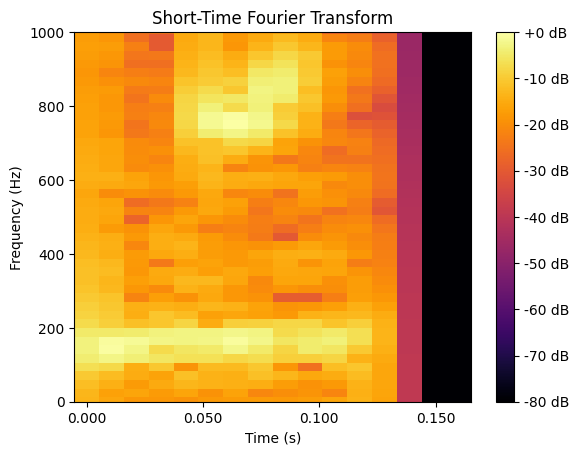 Short-Time Fourier Transform
1000
800
600
400
200
0
Frequency (Hz)
0.000
0.050
0.100
0.150
Time (s)
+0 dB
-10 dB
-20 dB
-30 dB
-40 dB
-50 dB
-60 dB
-70 dB
-80 dB